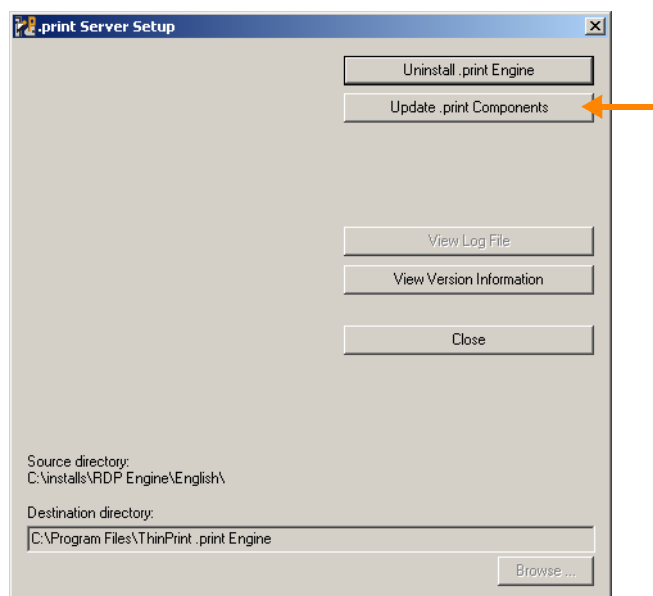 .print Server Setup
Uninstall .print Engine
Update .print Components
View Log File
View Version Information
Close
Source directory:
C:\installs\RDP Engine\English\
Destination directory:
C:\Program Files\ThinPrint .print Engine
Browse ...